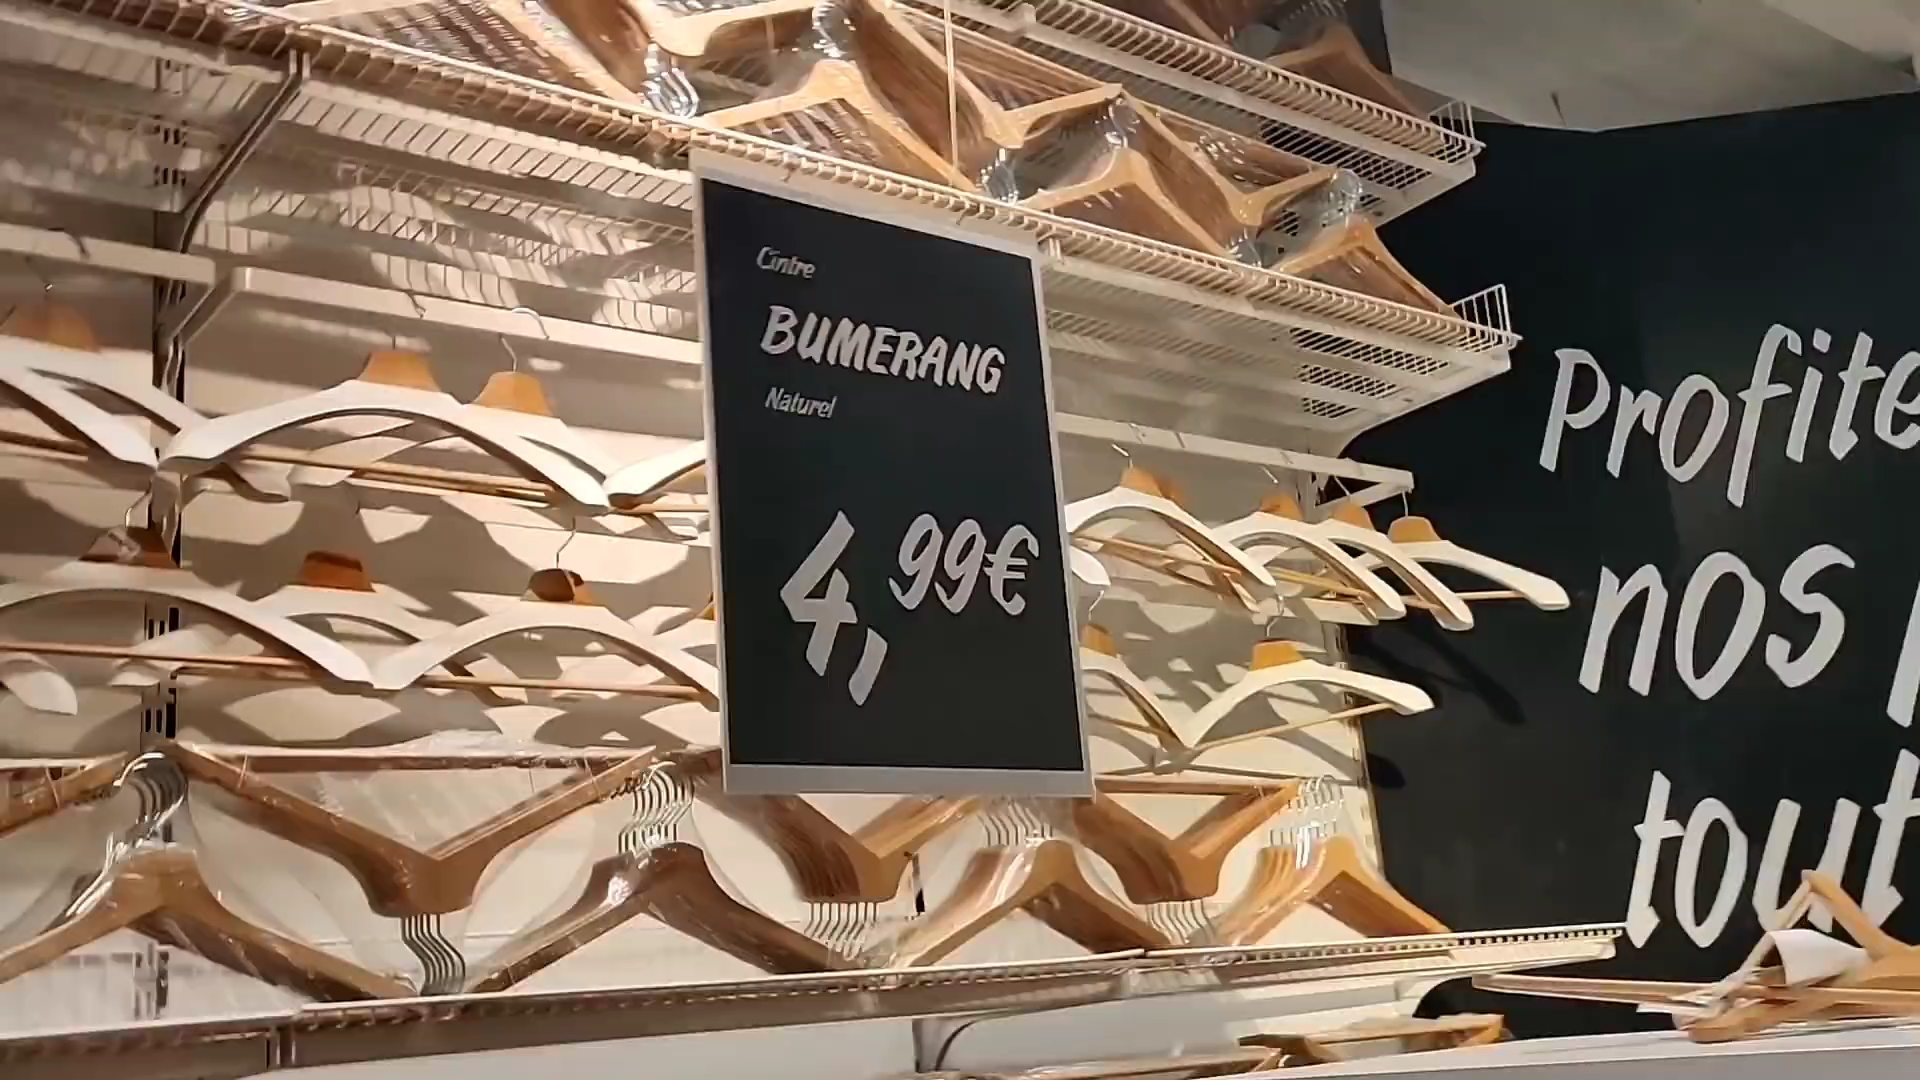 Cintre
BUMERANG
Naturel
4,99€
Profite
nos
tout